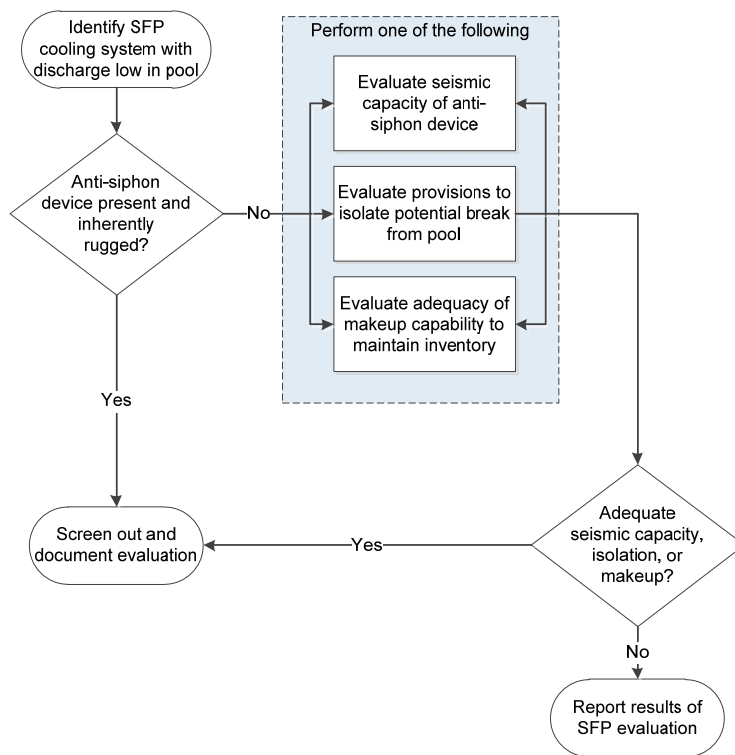 Identify SFP
cooling system with
discharge low in pool
Perform one of the following
Evaluate seismic
capacity of anti-
siphon device
Anti-siphon
device present and
inherently
rugged?
No
Evaluate provisions to
isolate potential break
from pool
Evaluate adequacy of
makeup capability to
maintain inventory
Yes
Screen out and
document evaluation
Yes
Adequate
seismic capacity,
isolation, or
makeup?
No
Report results of
SFP evaluation